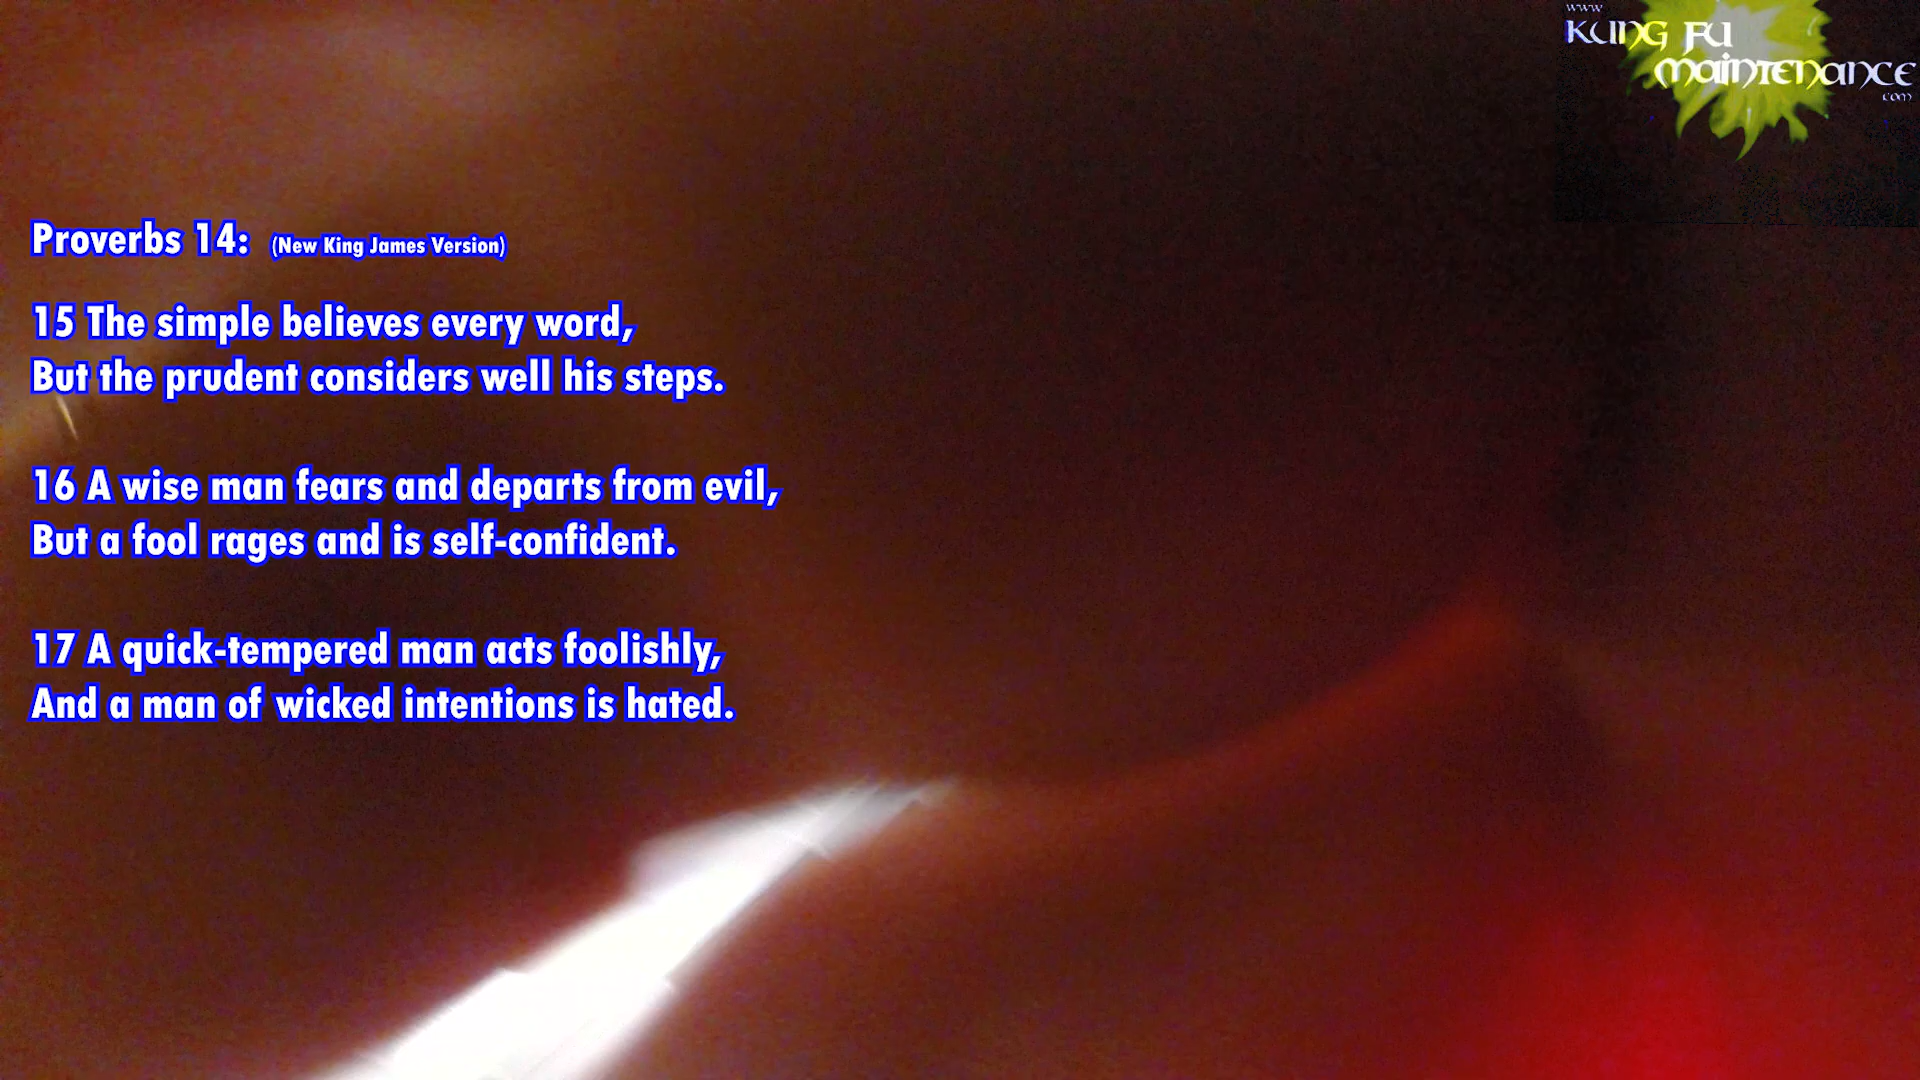 www
Kung Fu
Maintenance
.com
Proverbs 14: (New King James Version)
15 The simple believes every word,
But the prudent considers well his steps.
16 A wise man fears and departs from evil,
But a fool rages and is self-confident.
17 A quick-tempered man acts foolishly,
And a man of wicked intentions is hated.